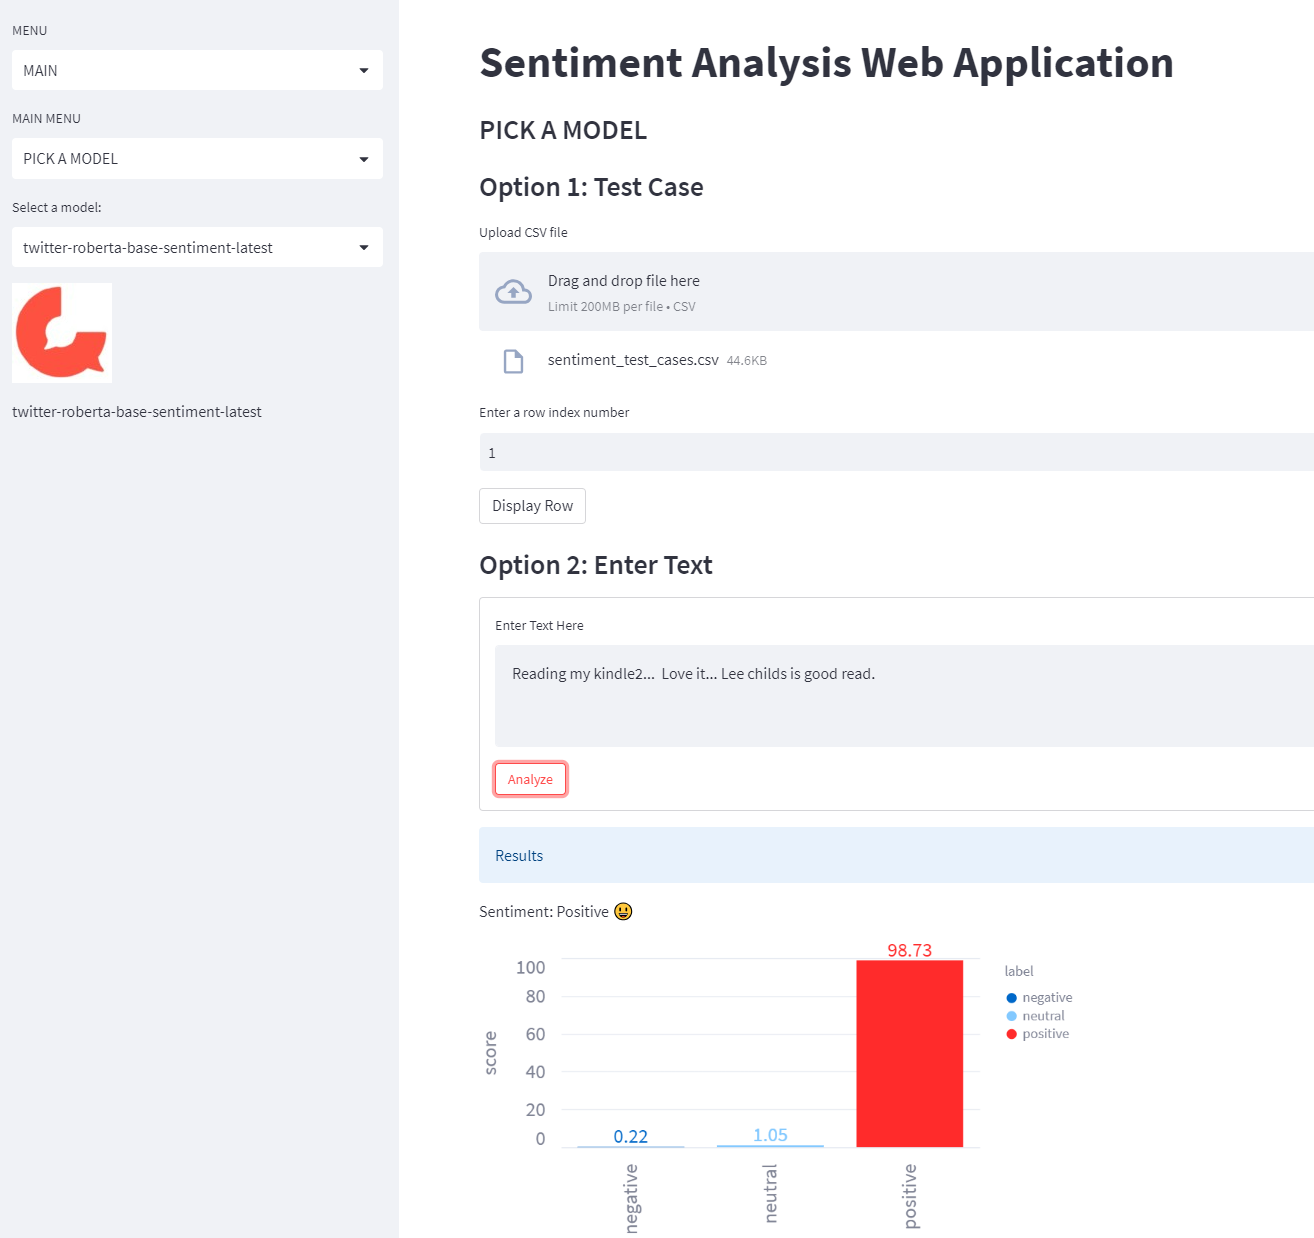 MENU
MAIN
MAIN MENU
PICK A MODEL
Select a model:
twitter-roberta-base-sentiment-latest
twitter-roberta-base-sentiment-latest
Sentiment Analysis Web Application
PICK A MODEL
Option 1: Test Case
Upload CSV file
Drag and drop file here
Limit 200MB per file • CSV
sentiment_test_cases.csv 44.6KB
Enter a row index number
1
Display Row
Option 2: Enter Text
Enter Text Here
Reading my kindle2...  Love it... Lee childs is good read.
Analyze
Results
Sentiment: Positive 😃
98.73
100
80
60
40
20
0
score
0.22
1.05
negative
neutral
positive
label
negative
neutral
positive